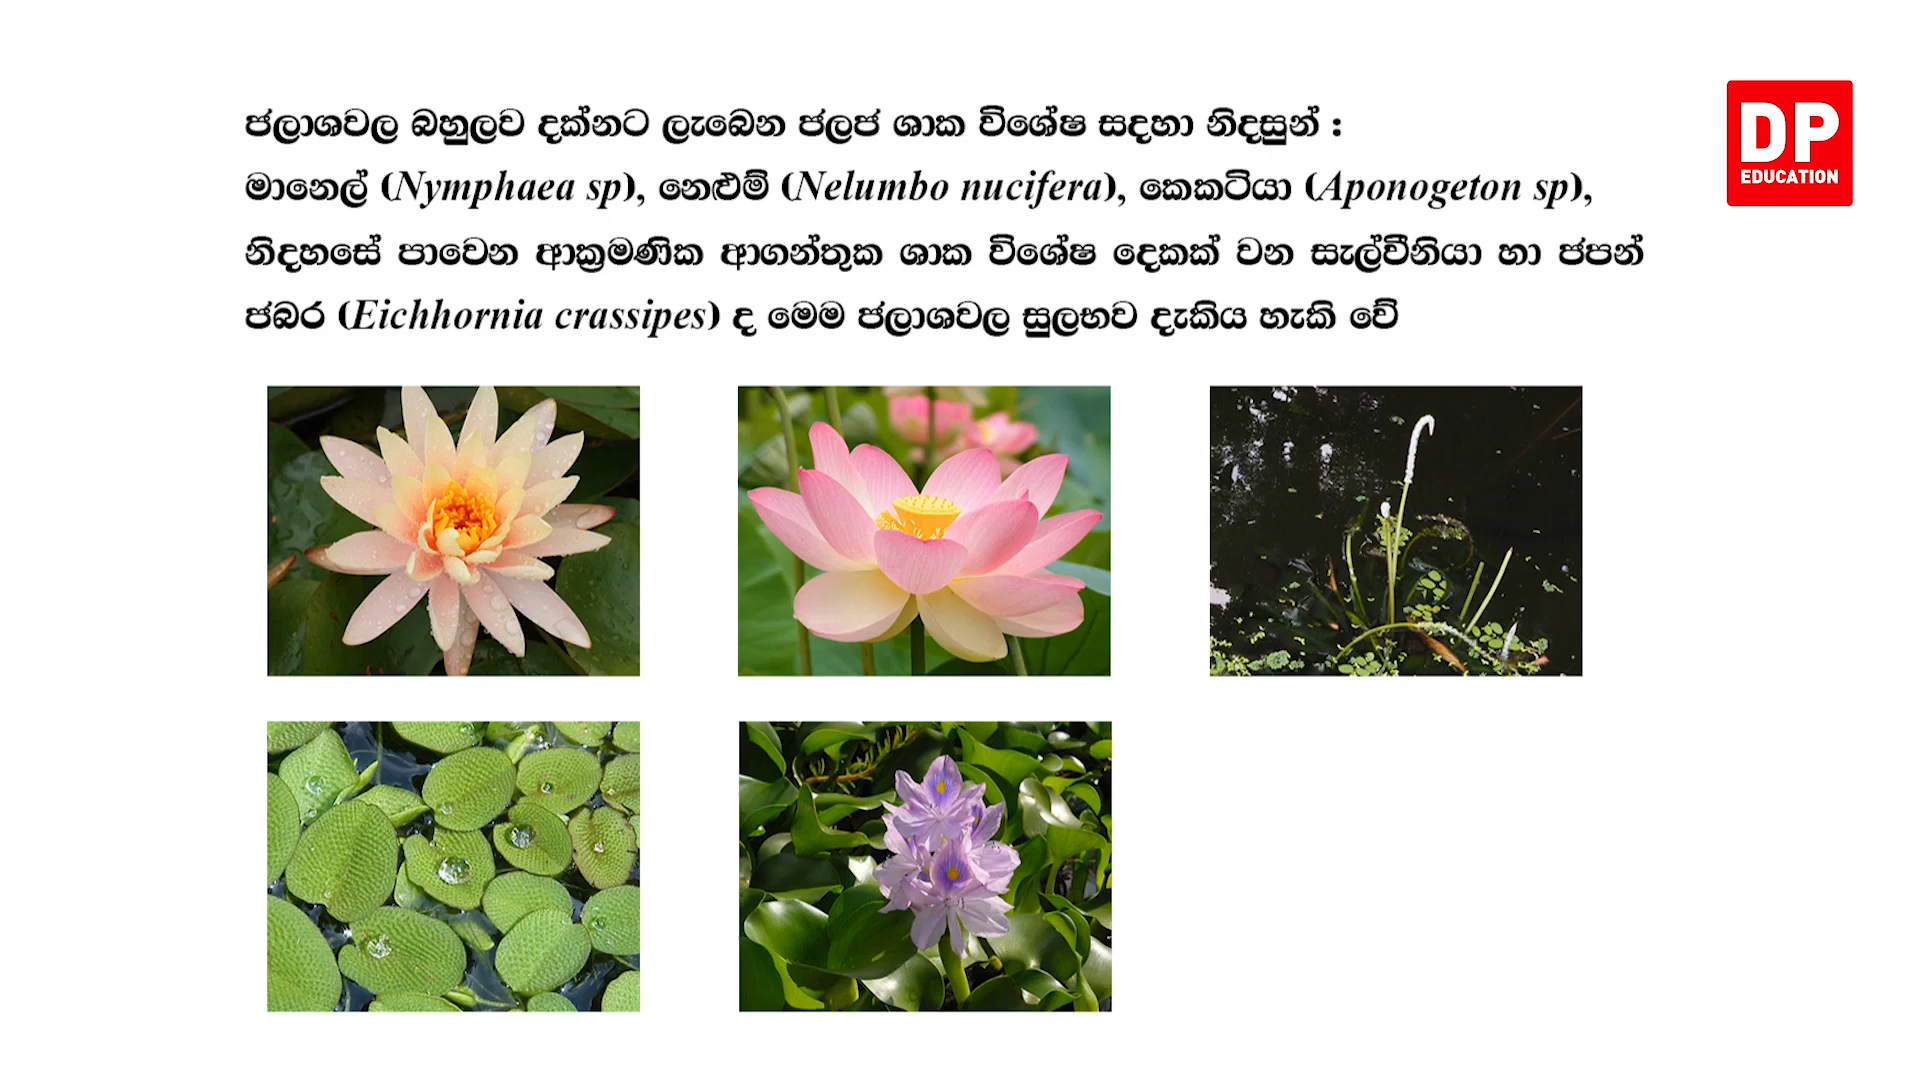 ජලාශවල බහුලව දක්නට ලැබෙන ජලජ ශාක විශේෂ සදහා නිදසුන් :
මානෙල් (Nymphaea sp), නෙළුම් (Nelumbo nucifera), කෙකටියා (Aponogeton sp),
නිදහසේ පාවෙන ආක්‍රමණික ආගන්තුක ශාක විශේෂ දෙකක් වන සැල්වීනියා හා ජපන්
ජබර (Eichhornia crassipes) ද මෙම ජලාශවල සුලභව දැකිය හැකි වේ
DP
EDUCATION